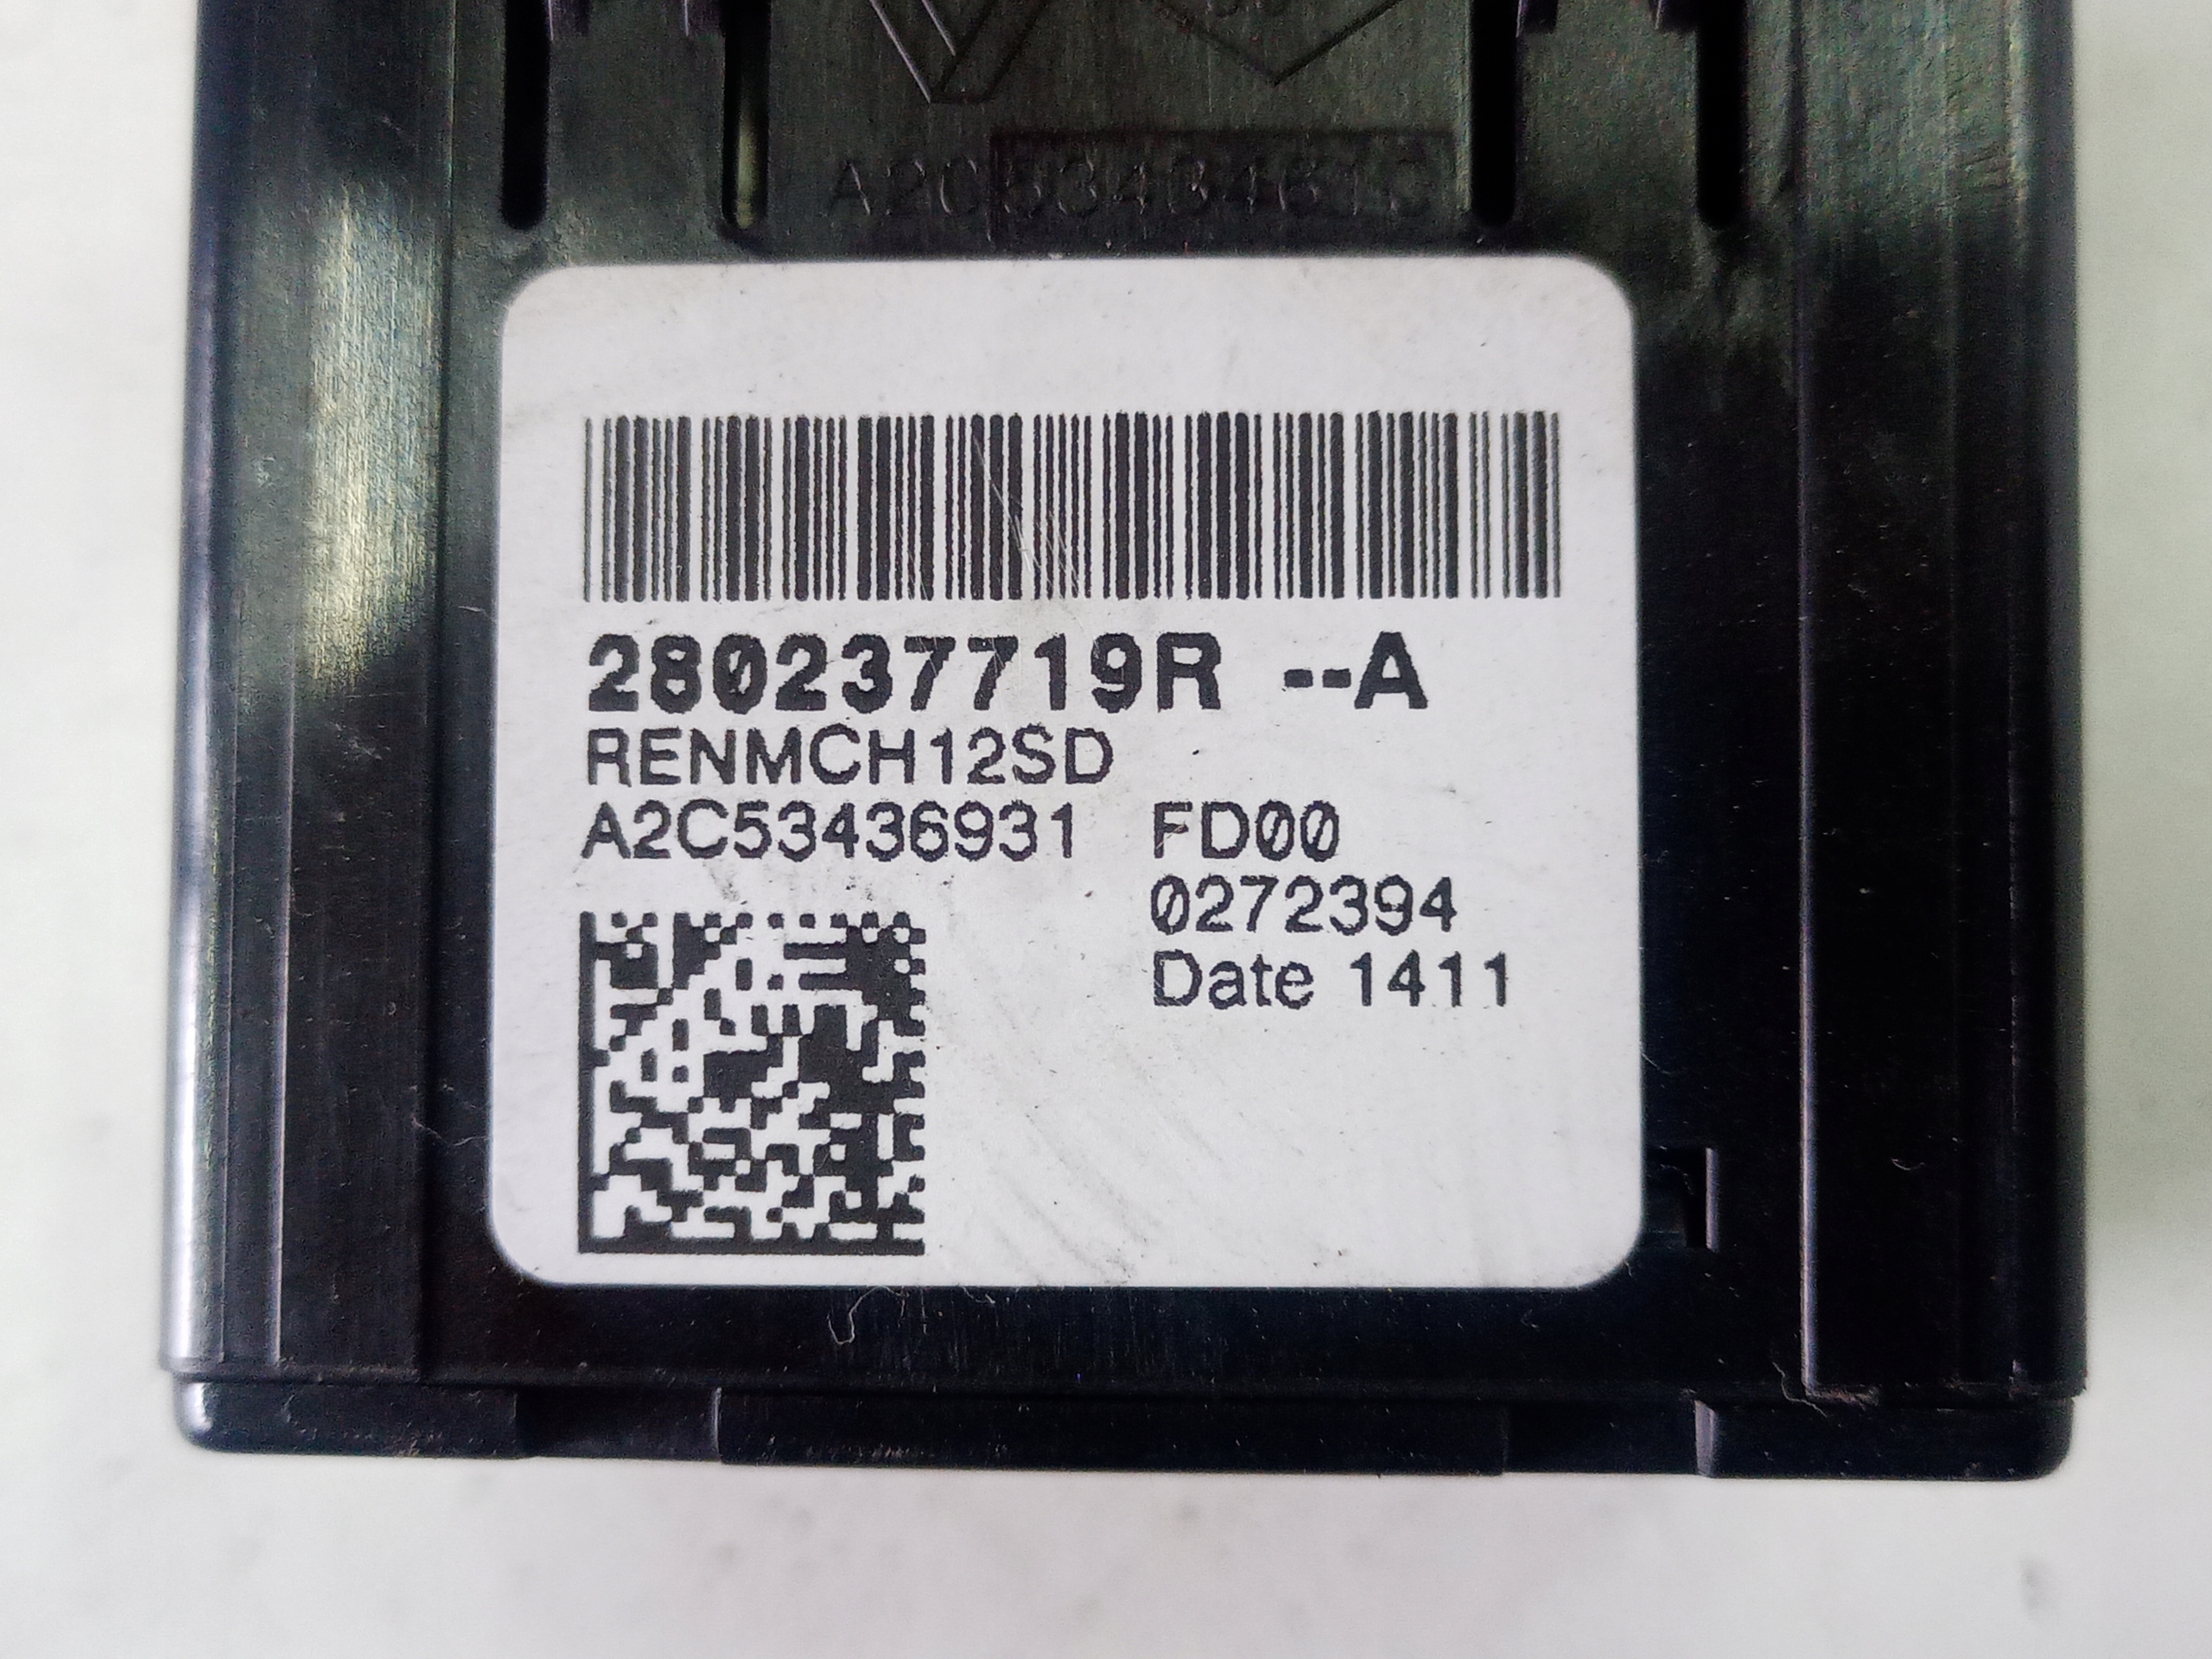 280237719R --A
RENMCH12SD
A2C53436931 FD00
0272394
Date 1411